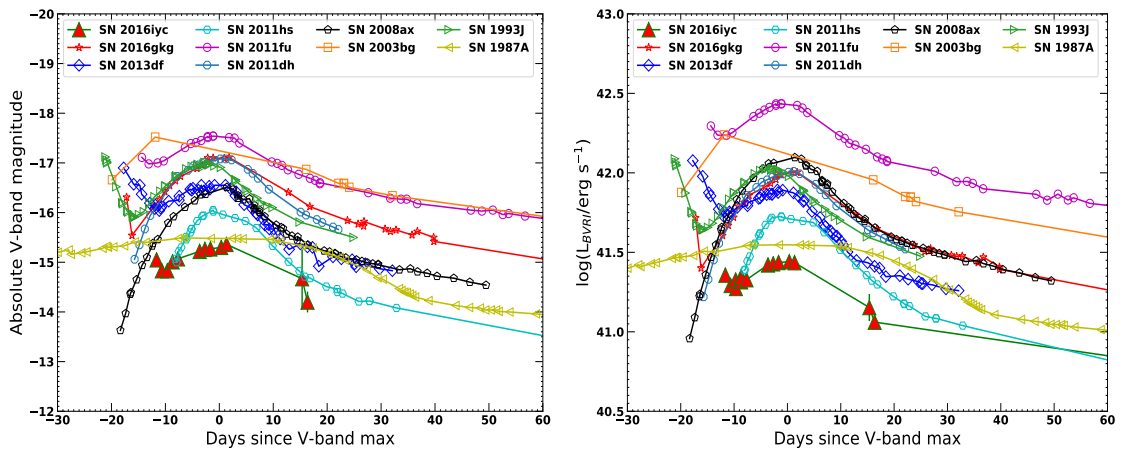 −20
−19
−18
−17
−16
−15
−14
−13
−12
Absolute V-band magnitude
SN 2016iyc SN 2011hs SN 2008ax SN 1993J
SN 2016gkg SN 2011fu SN 2003bg SN 1987A
SN 2013df SN 2011dh
−30 −20 −10 0 10 20 30 40 50 60
Days since V-band max
43.0
42.5
42.0
41.5
41.0
40.5
log(L_BVRI/erg s⁻¹)
SN 2016iyc SN 2011hs SN 2008ax SN 1993J
SN 2016gkg SN 2011fu SN 2003bg SN 1987A
SN 2013df SN 2011dh
−30 −20 −10 0 10 20 30 40 50 60
Days since V-band max